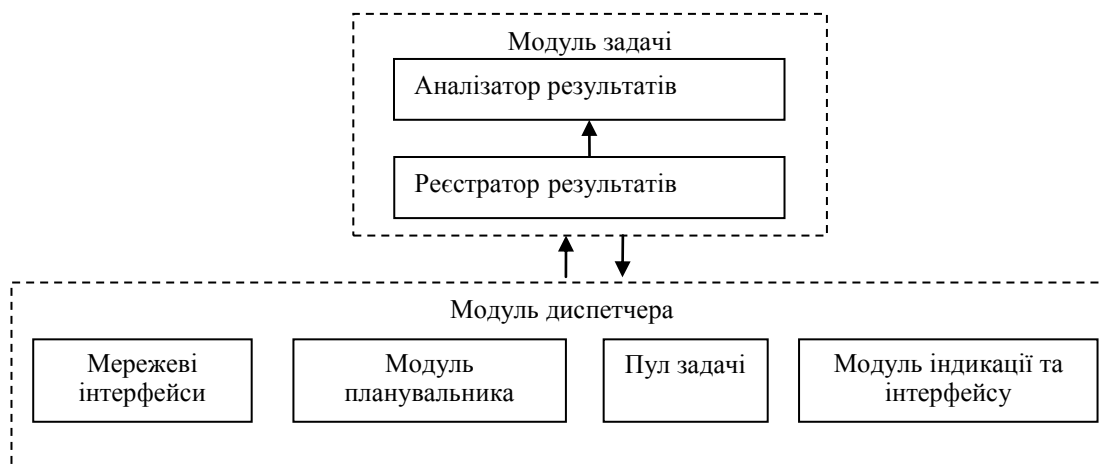 Модуль задачі
Аналізатор результатів
Реєстратор результатів
Модуль диспетчера
Мережеві
інтерфейси
Модуль
планувальника
Пул задачі
Модуль індикації та
інтерфейсу